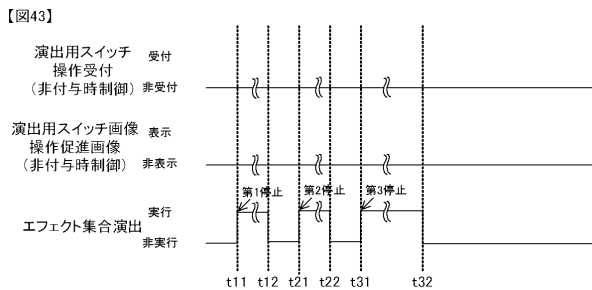 【図43】
演出用スイッチ
操作受付
(非付与時制御)
受付
非受付
演出用スイッチ画像
操作促進画像
(非付与時制御)
表示
非表示
第1停止
第2停止
第3停止
エフェクト集合演出
実行
非実行
t11 t12 t21 t22 t31 t32